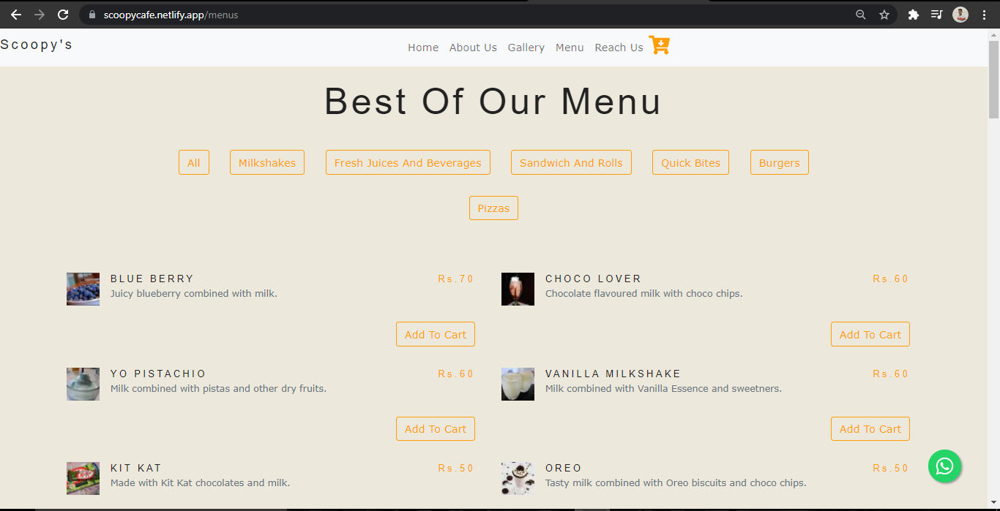 scoopycafe.netlify.app/menus
Scoopy's
Home About Us Gallery Menu Reach Us
Best Of Our Menu
All Milkshakes Fresh Juices And Beverages Sandwich And Rolls Quick Bites Burgers
Pizzas
BLUE BERRY Rs.70
Juicy blueberry combined with milk.
Add To Cart
CHOCO LOVER Rs.60
Chocolate flavoured milk with choco chips.
Add To Cart
YO PISTACHIO Rs.60
Milk combined with pistas and other dry fruits.
Add To Cart
VANILLA MILKSHAKE Rs.60
Milk combined with Vanilla Essence and sweetners.
Add To Cart
KIT KAT Rs.50
Made with Kit Kat chocolates and milk.
OREO Rs.50
Tasty milk combined with Oreo biscuits and choco chips.